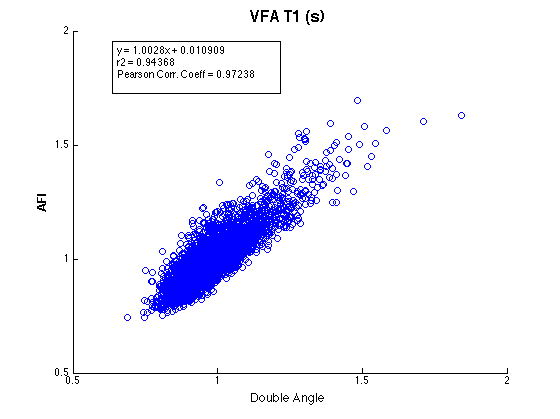 VFA T1 (s)
y = 1.0028x + 0.010909
r2 = 0.94368
Pearson Corr. Coeff = 0.97238
AFI
2
1.5
1
0.5
0.5 1 1.5 2
Double Angle